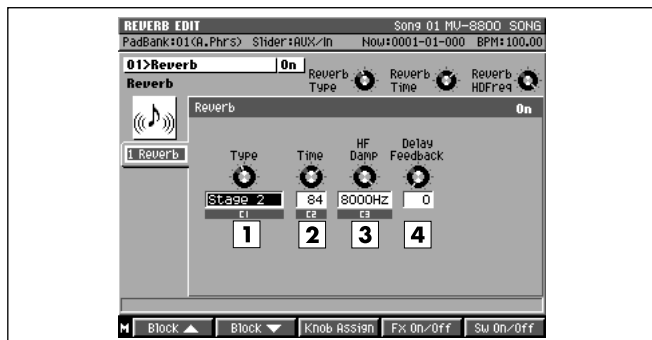 REVERB EDIT Song 01 MV-8800 SONG
PadBank:01(A.Phrs) Slider:AUX/In Now:0001-01-000 BPM:100.00
01>Reverb On
Reverb
Reverb Type
Reverb Time
Reverb HDFreq
Reverb On
1 Reverb
Type Time HF Damp Delay Feedback
Stage 2 84 8000Hz 0
C1 C2 C3
1 2 3 4
M Block ▲ Block ▼ Knob Assign Fx On/Off Sw On/Off